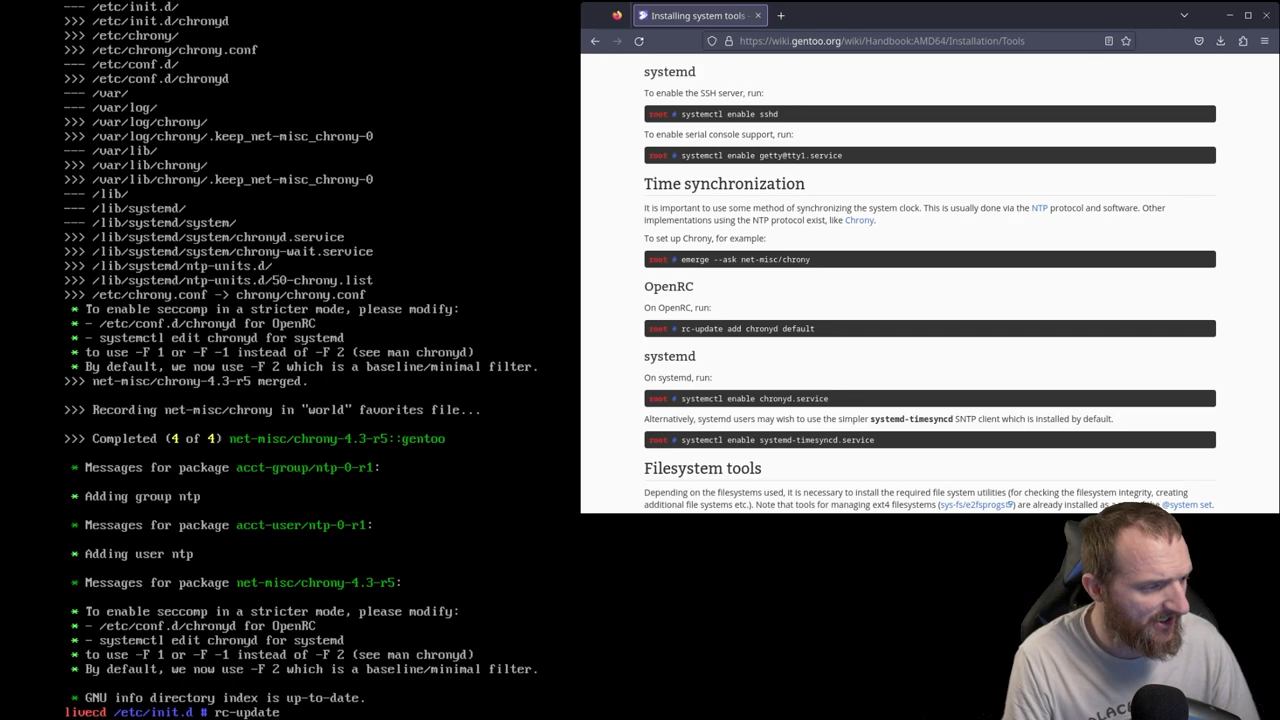 --- /etc/init.d/
>>> /etc/init.d/chronyd
--- /etc/chrony/
>>> /etc/chrony/chrony.conf
--- /etc/conf.d/
>>> /etc/conf.d/chronyd
--- /var/
--- /var/log/
--- /var/log/chrony/
>>> /var/log/chrony/.keep_net-misc_chrony-0
--- /var/lib/
--- /var/lib/chrony/
>>> /var/lib/chrony/.keep_net-misc_chrony-0
--- /lib/
--- /lib/systemd/
--- /lib/systemd/system/
>>> /lib/systemd/system/chronyd.service
>>> /lib/systemd/system/chrony-wait.service
--- /lib/systemd/ntp-units.d/
>>> /lib/systemd/ntp-units.d/50-chrony.list
>>> /etc/chrony.conf -> chrony/chrony.conf
* To enable seccomp in a stricter mode, please modify:
* - /etc/conf.d/chronyd for OpenRC
* - systemctl edit chronyd for systemd
* to use -F 1 or -F -1 instead of -F 2 (see man chronyd)
* By default, we now use -F 2 which is a baseline/minimal filter.
>>> net-misc/chrony-4.3-r5 merged.
>>> Recording net-misc/chrony in "world" favorites file...
>>> Completed (4 of 4) net-misc/chrony-4.3-r5::gentoo
* Messages for package acct-group/ntp-0-r1:
* Adding group ntp
* Messages for package acct-user/ntp-0-r1:
* Adding user ntp
* Messages for package net-misc/chrony-4.3-r5:
* To enable seccomp in a stricter mode, please modify:
* - /etc/conf.d/chronyd for OpenRC
* - systemctl edit chronyd for systemd
* to use -F 1 or -F -1 instead of -F 2 (see man chronyd)
* By default, we now use -F 2 which is a baseline/minimal filter.
* GNU info directory index is up-to-date.
livecd /etc/init.d # rc-update
Installing system tools -
https://wiki.gentoo.org/wiki/Handbook:AMD64/Installation/Tools
systemd
To enable the SSH server, run:
root # systemctl enable sshd
To enable serial console support, run:
root # systemctl enable getty@tty1.service
Time synchronization
It is important to use some method of synchronizing the system clock. This is usually done via the NTP protocol and software. Other
implementations using the NTP protocol exist, like Chrony.
To set up Chrony, for example:
root # emerge --ask net-misc/chrony
OpenRC
On OpenRC, run:
root # rc-update add chronyd default
systemd
On systemd, run:
root # systemctl enable chronyd.service
Alternatively, systemd users may wish to use the simpler systemd-timesyncd SNTP client which is installed by default.
root # systemctl enable systemd-timesyncd.service
Filesystem tools
Depending on the filesystems used, it is necessary to install the required file system utilities (for checking the filesystem integrity, creating
additional file systems etc.). Note that tools for managing ext4 filesystems (sys-fs/e2fsprogs) are already installed as a the @system set.